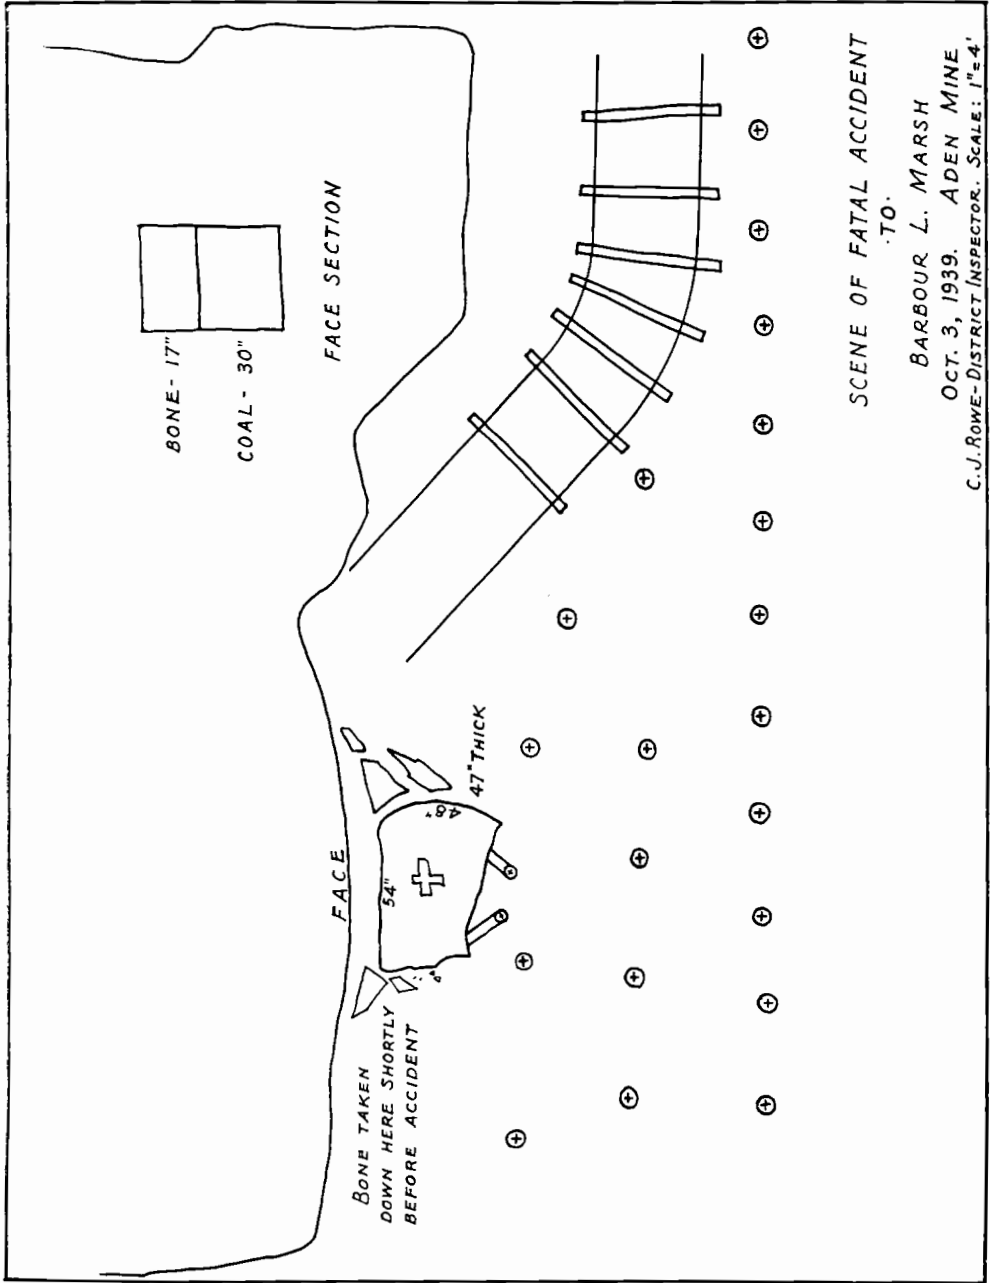 BONE - 17"
COAL - 30"
FACE SECTION
FACE
54"
48"
47" THICK
BONE TAKEN
DOWN HERE SHORTLY
BEFORE ACCIDENT
SCENE OF FATAL ACCIDENT
·TO·
BARBOUR L. MARSH
OCT. 3, 1939. ADEN MINE
C.J. ROWE - DISTRICT INSPECTOR. SCALE: 1"=4'